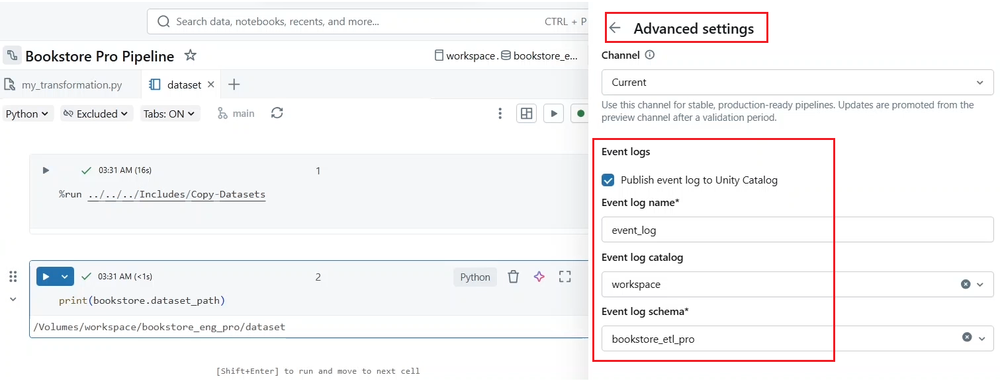 Search data, notebooks, recents, and more...
CTRL + P
Bookstore Pro Pipeline
workspace.
bookstore_e...
my_transformation.py
dataset
Python
Excluded
Tabs: ON
main
03:31 AM (16s)
1
%run ../../../Includes/Copy-Datasets
03:31 AM (<1s)
2
Python
print(bookstore.dataset_path)
/Volumes/workspace/bookstore_eng_pro/dataset
[Shift+Enter] to run and move to next cell
Advanced settings
Channel
Current
Use this channel for stable, production-ready pipelines. Updates are promoted from the
preview channel after a validation period.
Event logs
Publish event log to Unity Catalog
Event log name*
event_log
Event log catalog
workspace
Event log schema*
bookstore_etl_pro